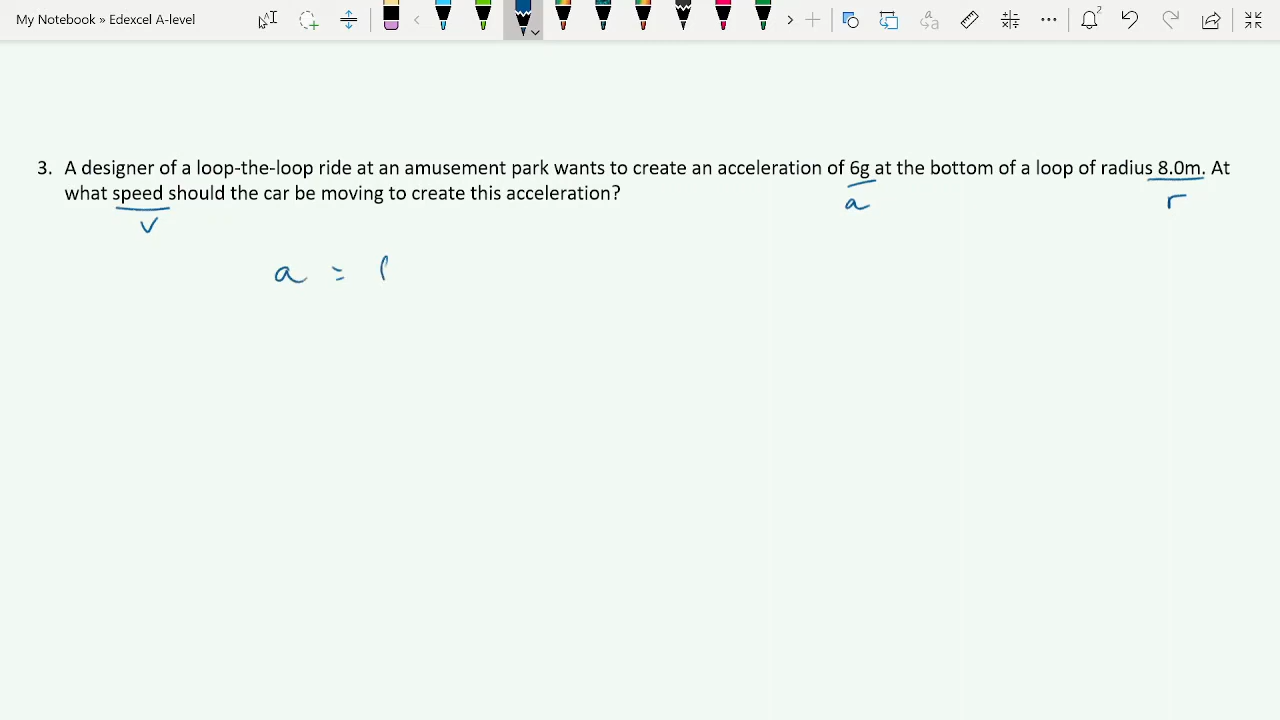 My Notebook » Edexcel A-level
3. A designer of a loop-the-loop ride at an amusement park wants to create an acceleration of 6g at the bottom of a loop of radius 8.0m. At
what speed should the car be moving to create this acceleration?
a
r
v
a =